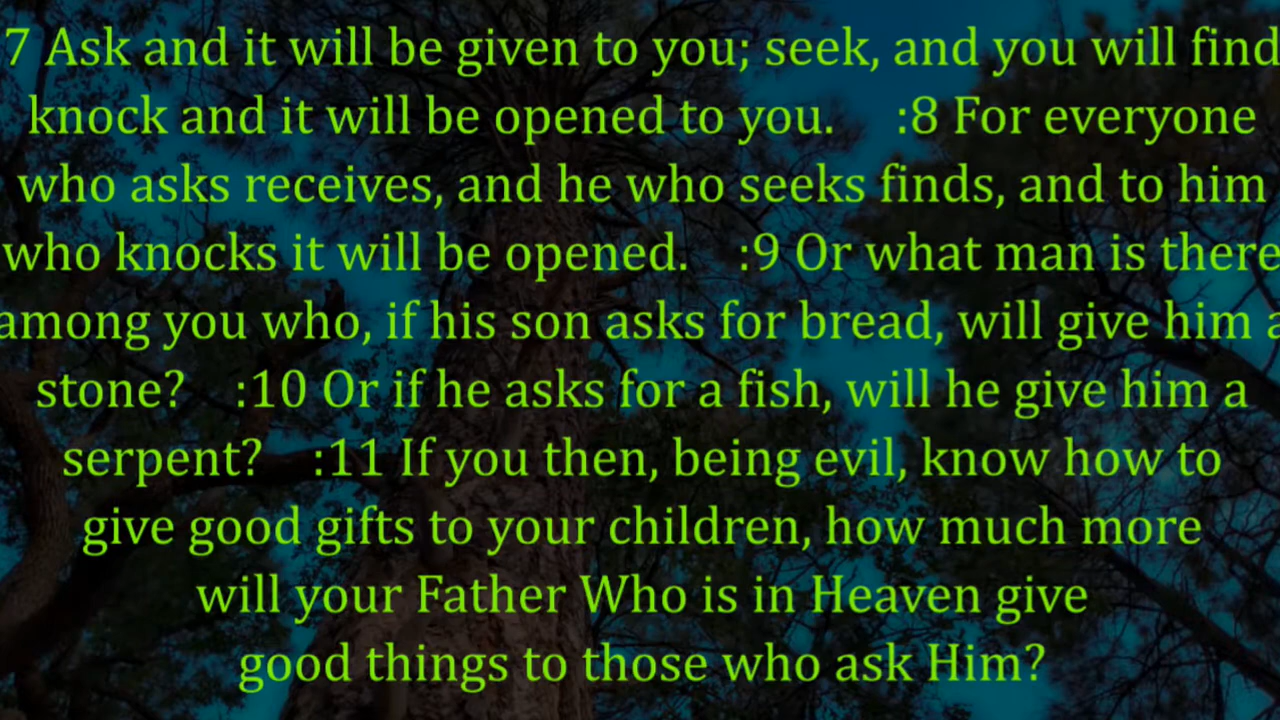 7 Ask and it will be given to you; seek, and you will find
knock and it will be opened to you. :8 For everyone
who asks receives, and he who seeks finds, and to him
who knocks it will be opened. :9 Or what man is there
among you who, if his son asks for bread, will give him a
stone? :10 Or if he asks for a fish, will he give him a
serpent? :11 If you then, being evil, know how to
give good gifts to your children, how much more
will your Father Who is in Heaven give
good things to those who ask Him?